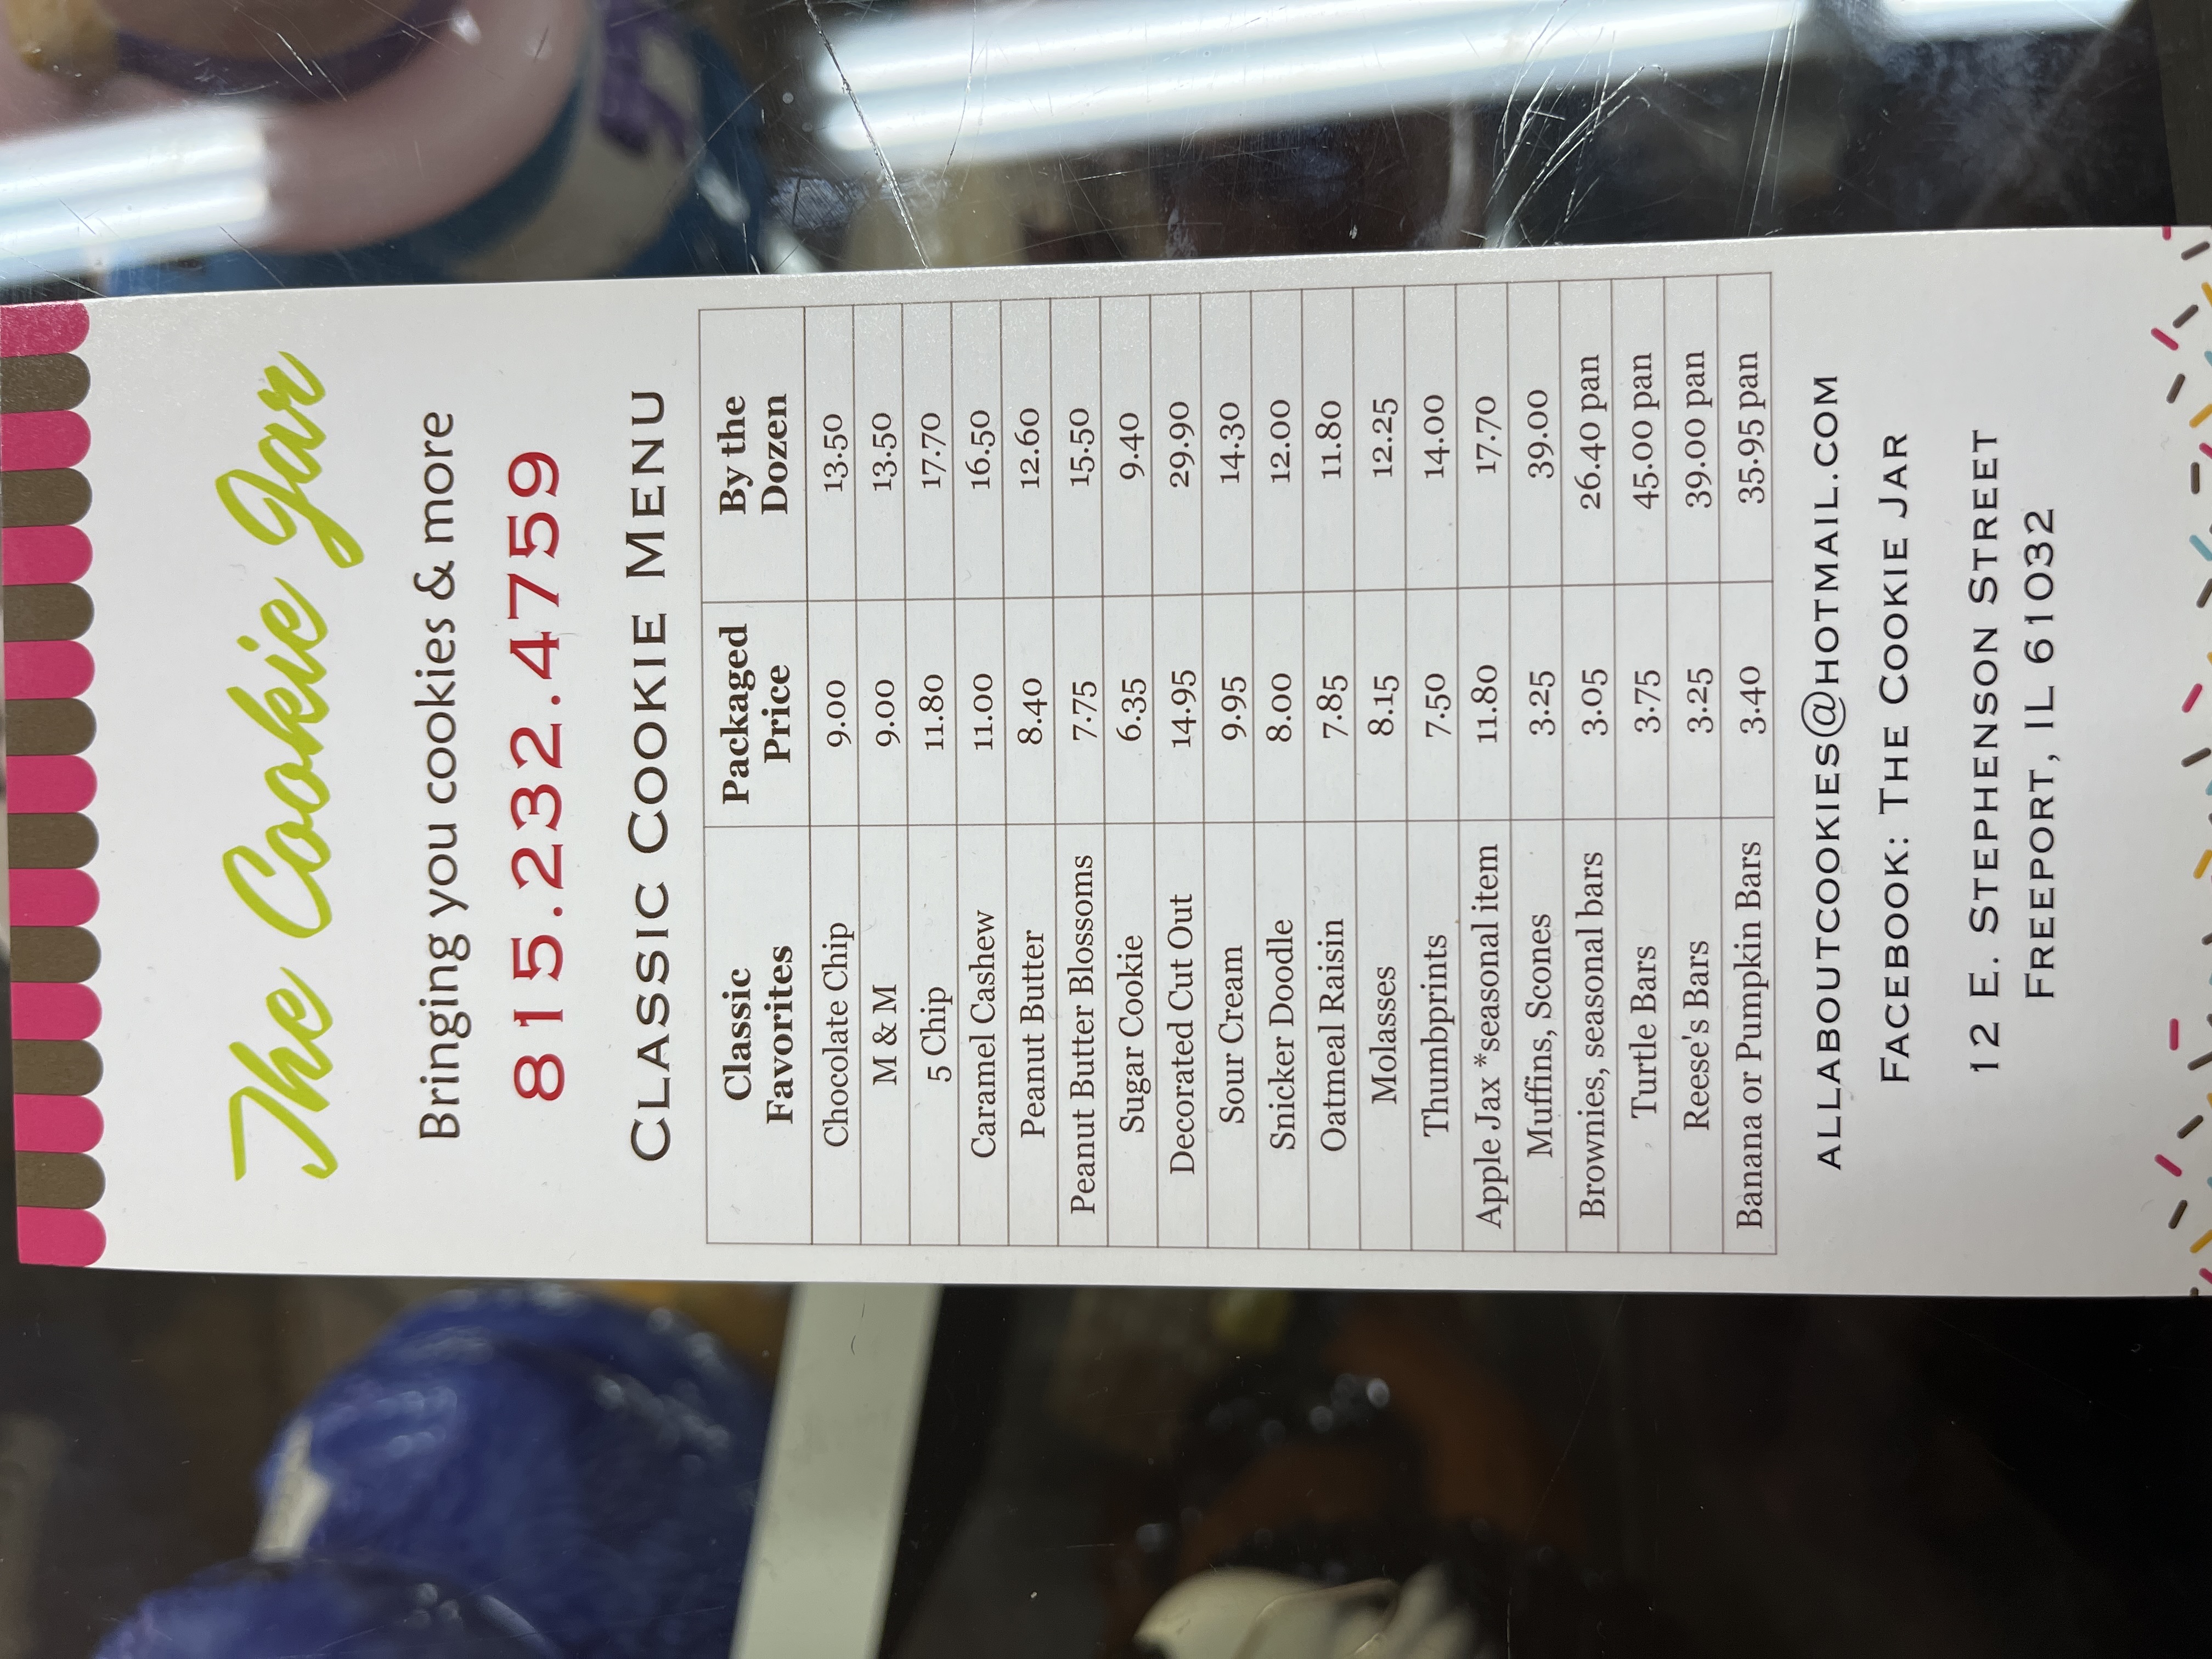 The Cookie Jar
Bringing you cookies & more
815.232.4759
CLASSIC COOKIE MENU
Classic Favorites Packaged Price By the Dozen
Chocolate Chip 9.00 13.50
M & M 9.00 13.50
5 Chip 11.80 17.70
Caramel Cashew 11.00 16.50
Peanut Butter 8.40 12.60
Peanut Butter Blossoms 7.75 15.50
Sugar Cookie 6.35 9.40
Decorated Cut Out 14.95 29.90
Sour Cream 9.95 14.30
Snicker Doodle 8.00 12.00
Oatmeal Raisin 7.85 11.80
Molasses 8.15 12.25
Thumbprints 7.50 14.00
Apple Jax *seasonal item 11.80 17.70
Muffins, Scones 3.25 39.00
Brownies, seasonal bars 3.05 26.40 pan
Turtle Bars 3.75 45.00 pan
Reese's Bars 3.25 39.00 pan
Banana or Pumpkin Bars 3.40 35.95 pan
ALLABOUTCOOKIES@HOTMAIL.COM
FACEBOOK: THE COOKIE JAR
12 E. STEPHENSON STREET
FREEPORT, IL 61032